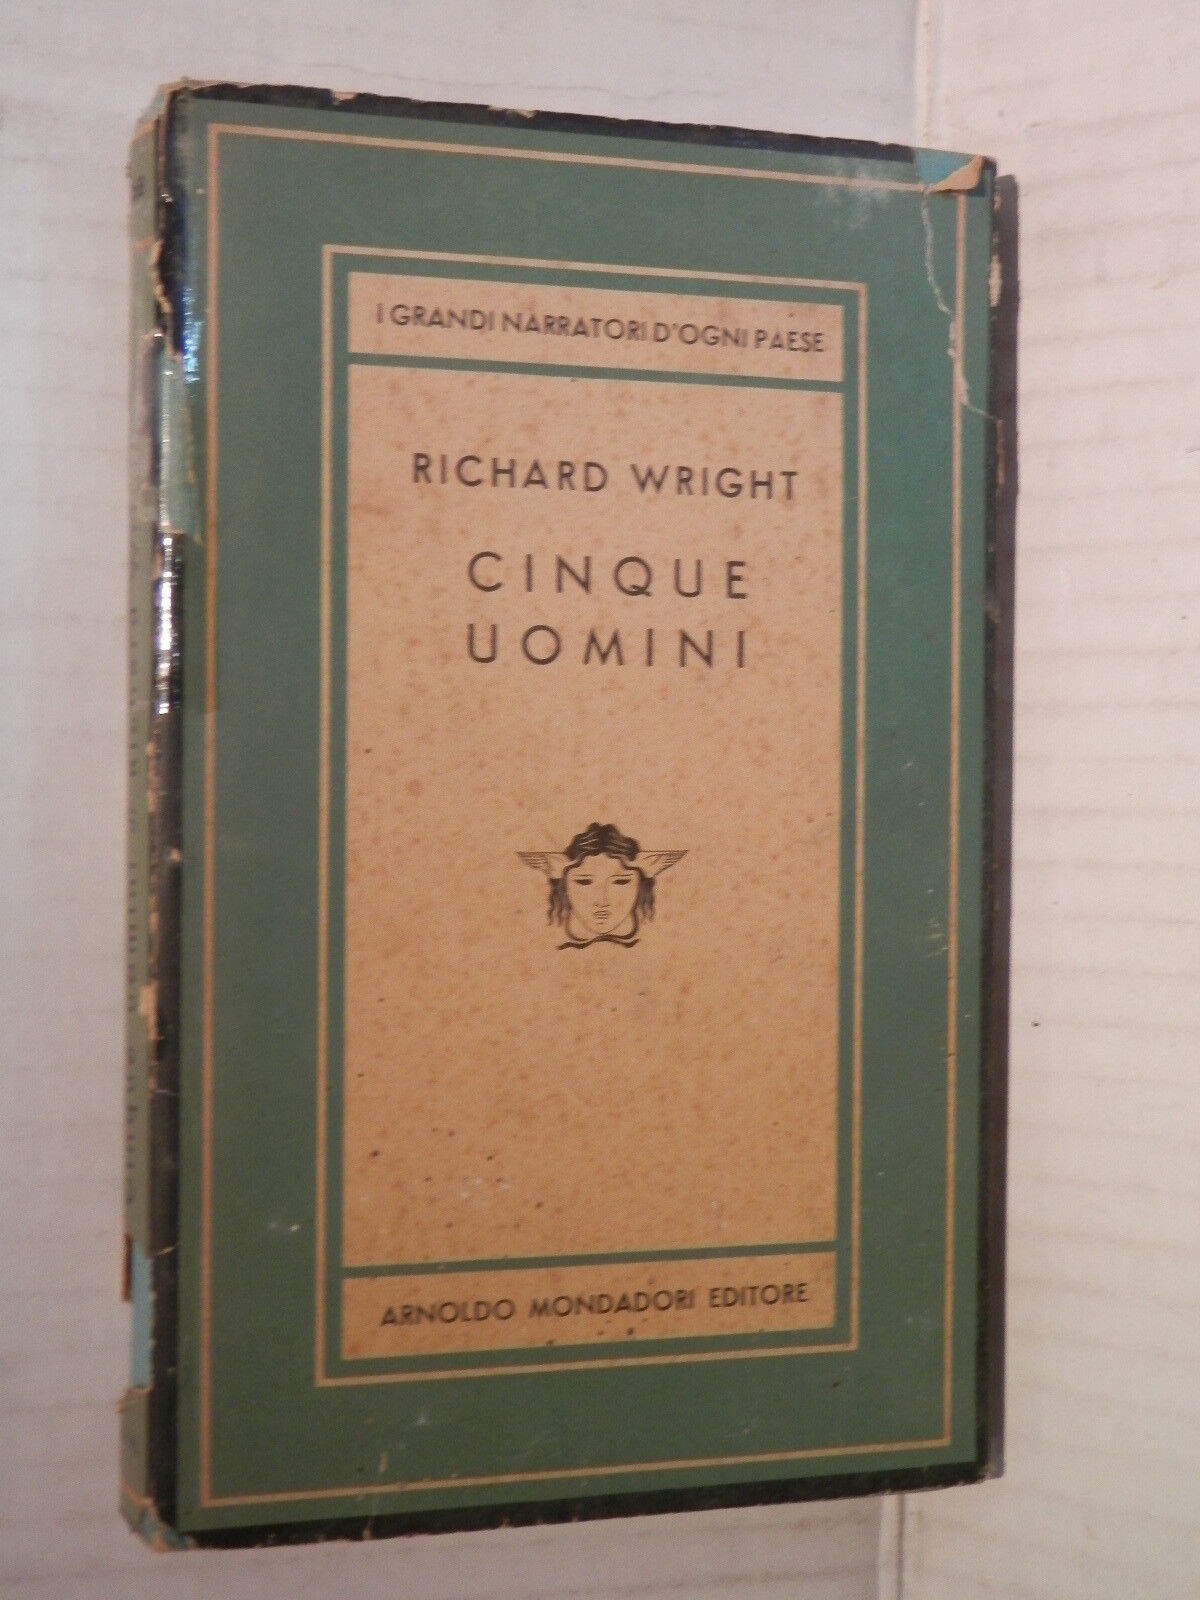 I GRANDI NARRATORI D'OGNI PAESE
RICHARD WRIGHT
CINQUE
UOMINI
ARNOLDO MONDADORI EDITORE